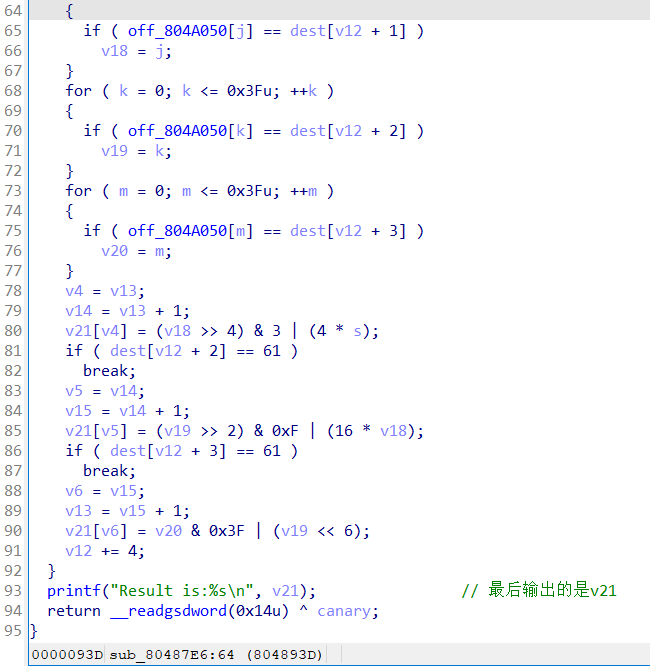 64 {
65 if ( off_804A050[j] == dest[v12 + 1] )
66 v18 = j;
67 }
68 for ( k = 0; k <= 0x3Fu; ++k )
69 {
70 if ( off_804A050[k] == dest[v12 + 2] )
71 v19 = k;
72 }
73 for ( m = 0; m <= 0x3Fu; ++m )
74 {
75 if ( off_804A050[m] == dest[v12 + 3] )
76 v20 = m;
77 }
78 v4 = v13;
79 v14 = v13 + 1;
80 v21[v4] = (v18 >> 4) & 3 | (4 * s);
81 if ( dest[v12 + 2] == 61 )
82 break;
83 v5 = v14;
84 v15 = v14 + 1;
85 v21[v5] = (v19 >> 2) & 0xF | (16 * v18);
86 if ( dest[v12 + 3] == 61 )
87 break;
88 v6 = v15;
89 v13 = v15 + 1;
90 v21[v6] = v20 & 0x3F | (v19 << 6);
91 v12 += 4;
92 }
93 printf("Result is:%s\n", v21); // 最后输出的是v21
94 return __readgsdword(0x14u) ^ canary;
95 }
0000093D sub_80487E6:64 (804893D)